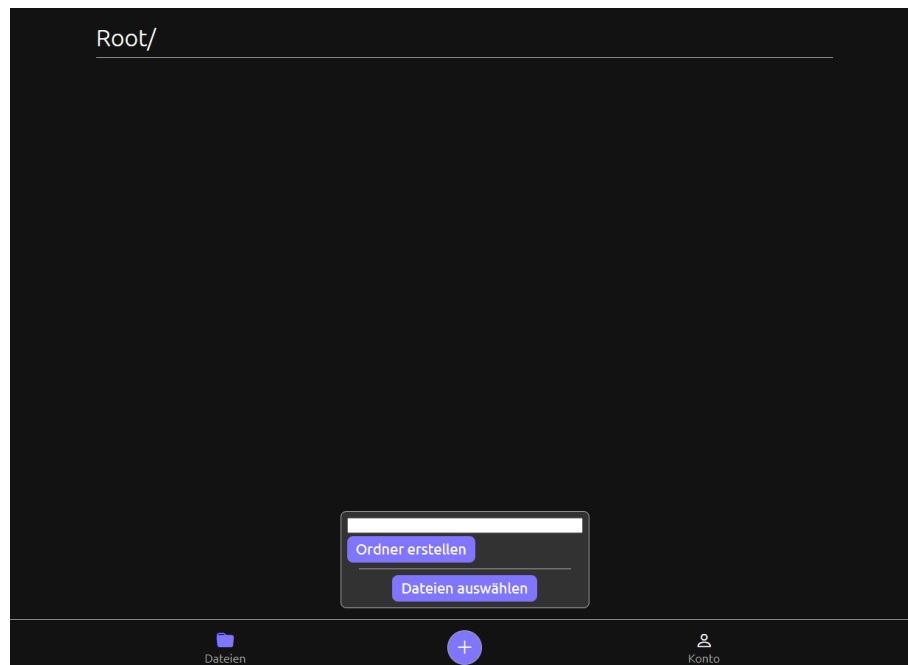 Root/
Ordner erstellen
Dateien auswählen
Dateien
Konto